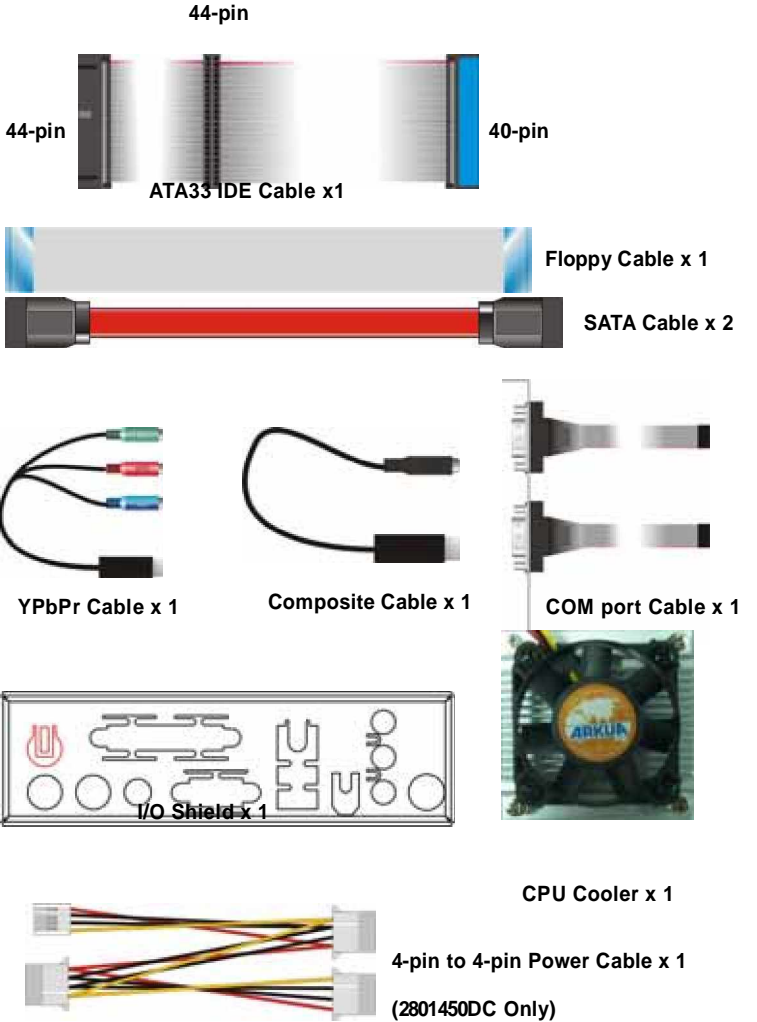 44-pin
44-pin
40-pin
ATA33 IDE Cable x1
Floppy Cable x 1
SATA Cable x 2
YPbPr Cable x 1
Composite Cable x 1
COM port Cable x 1
ARKUA
I/O Shield x 1
CPU Cooler x 1
4-pin to 4-pin Power Cable x 1
(2801450DC Only)